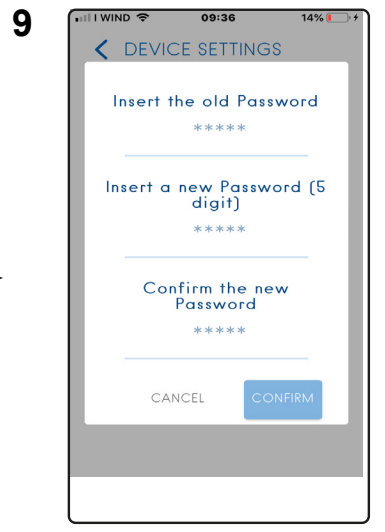 9
I WIND 09:36 14%
DEVICE SETTINGS
Insert the old Password
*****
Insert a new Password (5
digit)
*****
Confirm the new
Password
*****
CANCEL CONFIRM